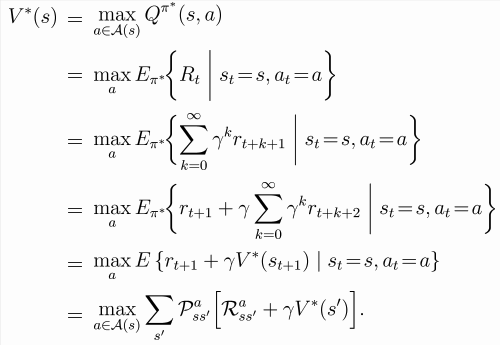 V*(s) = max_{a∈𝒜(s)} Q^{π*}(s, a)
= max_a E_{π*}{R_t | s_t = s, a_t = a}
= max_a E_{π*}{∑_{k=0}^{∞} γ^k r_{t+k+1} | s_t = s, a_t = a}
= max_a E_{π*}{r_{t+1} + γ ∑_{k=0}^{∞} γ^k r_{t+k+2} | s_t = s, a_t = a}
= max_a E {r_{t+1} + γV*(s_{t+1}) | s_t = s, a_t = a}
= max_{a∈𝒜(s)} ∑_{s'} 𝒫^a_{ss'} [ℛ^a_{ss'} + γV*(s')].